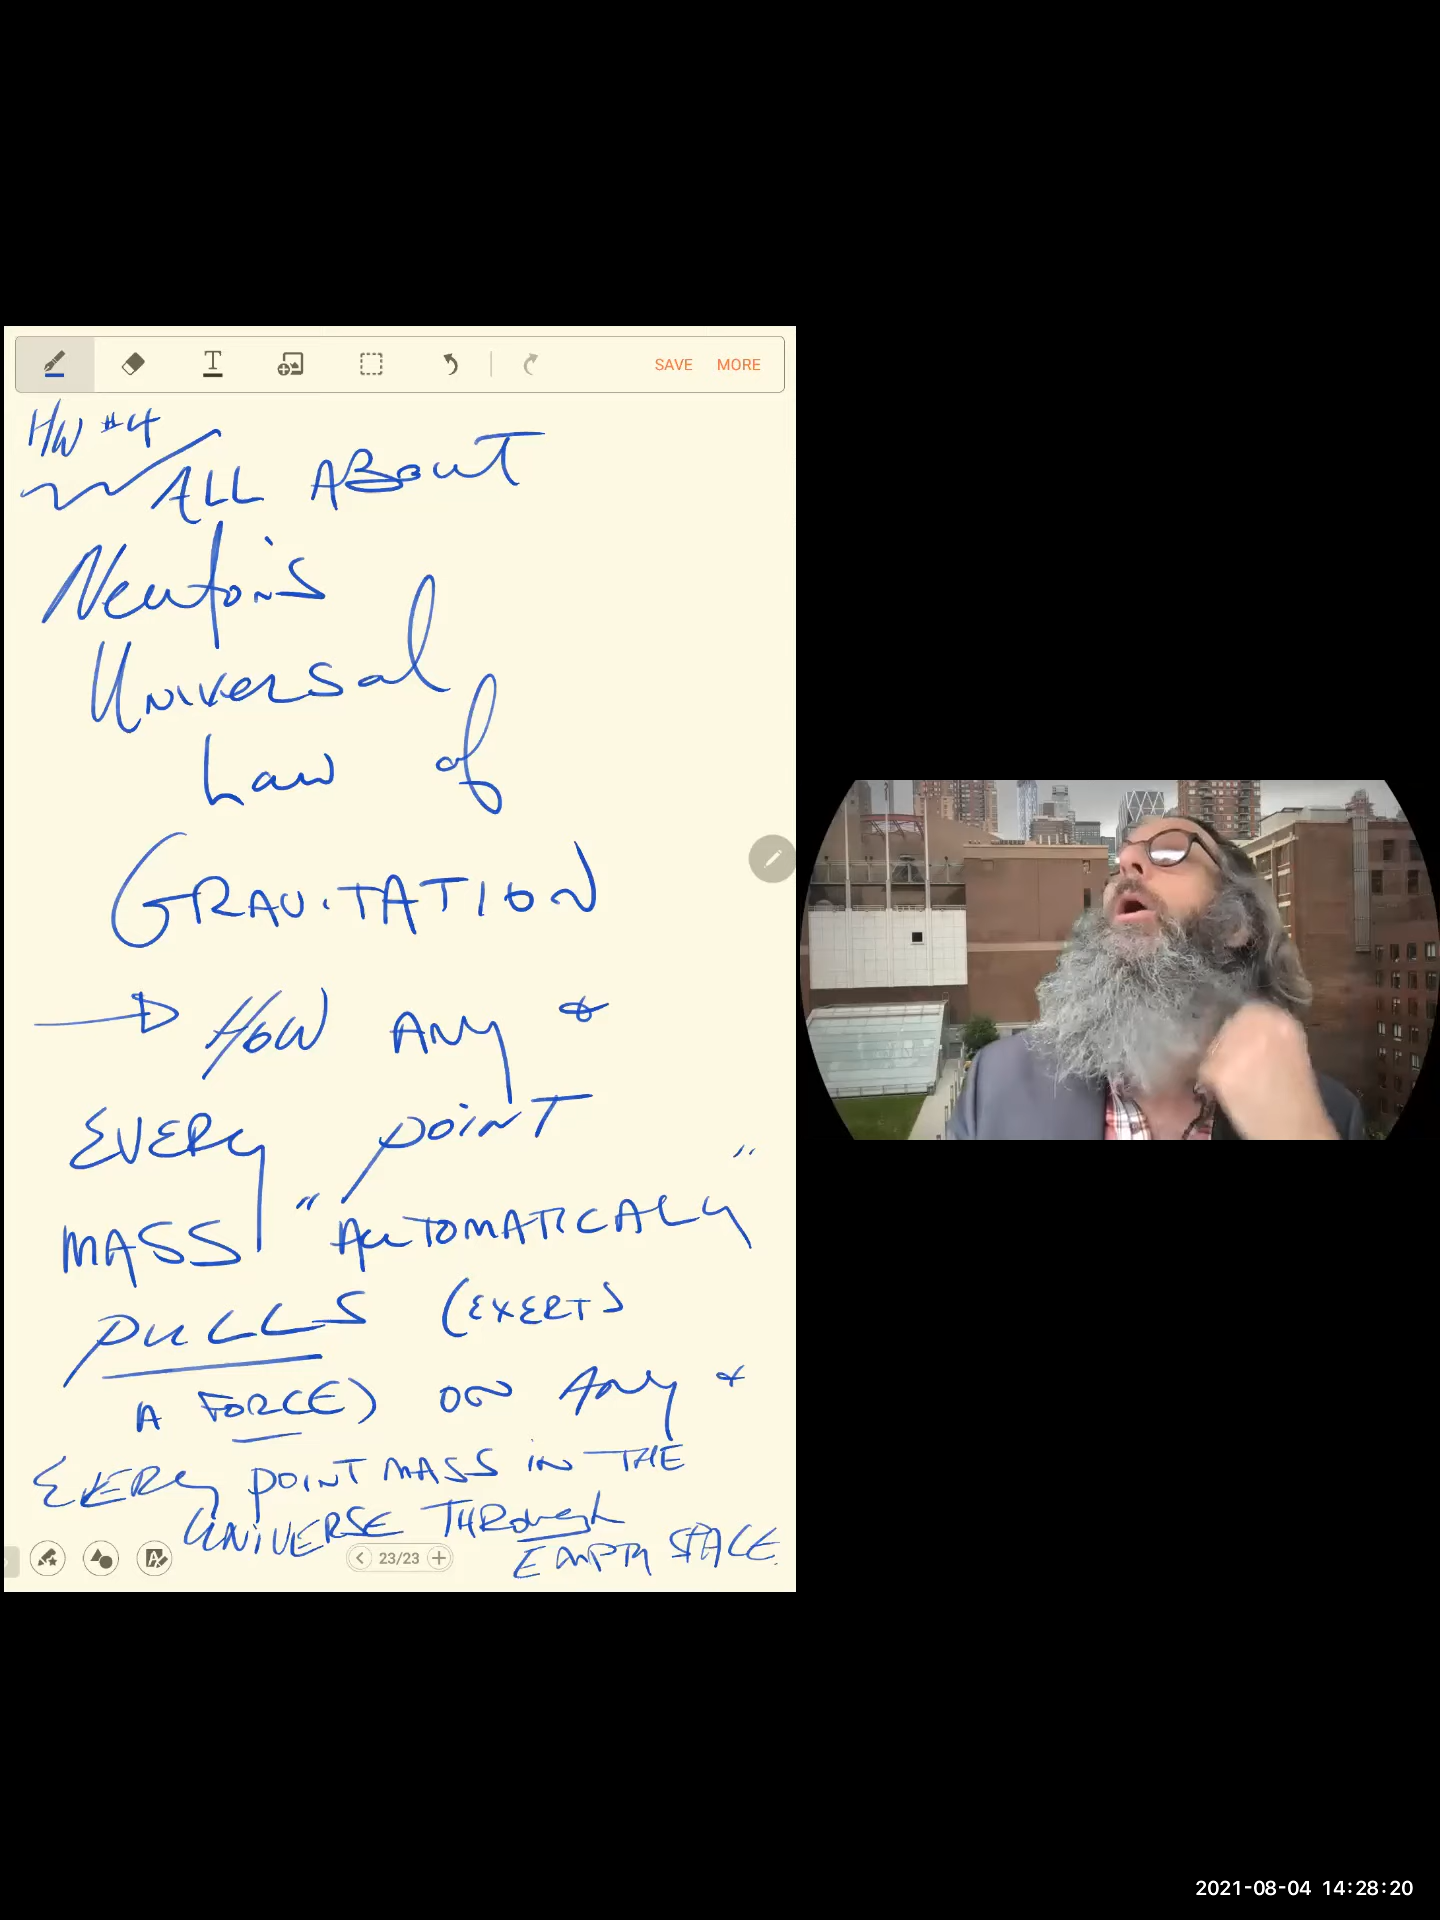 SAVE MORE
HW #4
ALL ABOUT
Newton's
Universal
Law of
GRAVITATION
→ HOW ANY &
EVERY POINT
MASS "AUTOMATICALY"
PULLS (EXERTS
A FORCE) ON ANY &
EVERY POINT MASS IN THE
UNIVERSE THROUGH
EMPTY SPACE.
23/23
2021-08-04 14:28:20